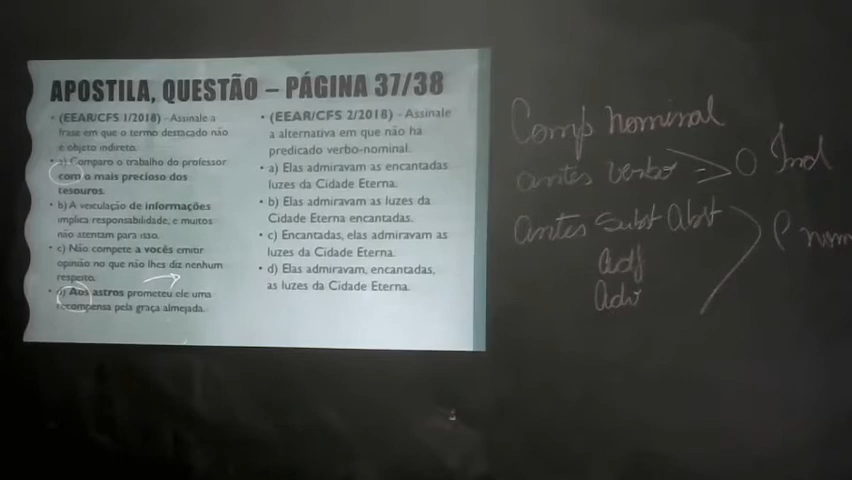 APOSTILA, QUESTÃO – PÁGINA 37/38
• (EEAR/CFS 1/2018) - Assinale a
frase em que o termo destacado não
é objeto indireto.
• a) Comparo o trabalho do professor
com o mais precioso dos
tesouros.
• b) A veiculação de informações
implica responsabilidade, e muitos
não atentam para isso.
• c) Não compete a vocês emitir
opinião no que não lhes diz nenhum
respeito.
• d) Aos astros prometeu ele uma
recompensa pela graça almejada.
• (EEAR/CFS 2/2018) - Assinale
a alternativa em que não ha
predicado verbo-nominal.
• a) Elas admiravam as encantadas
luzes da Cidade Eterna.
• b) Elas admiravam as luzes da
Cidade Eterna encantadas.
• c) Encantadas, elas admiravam as
luzes da Cidade Eterna.
• d) Elas admiravam, encantadas,
as luzes da Cidade Eterna.
Comp nominal
antes verbo = O Ind
antes subst Abst
C nom
adj
adv